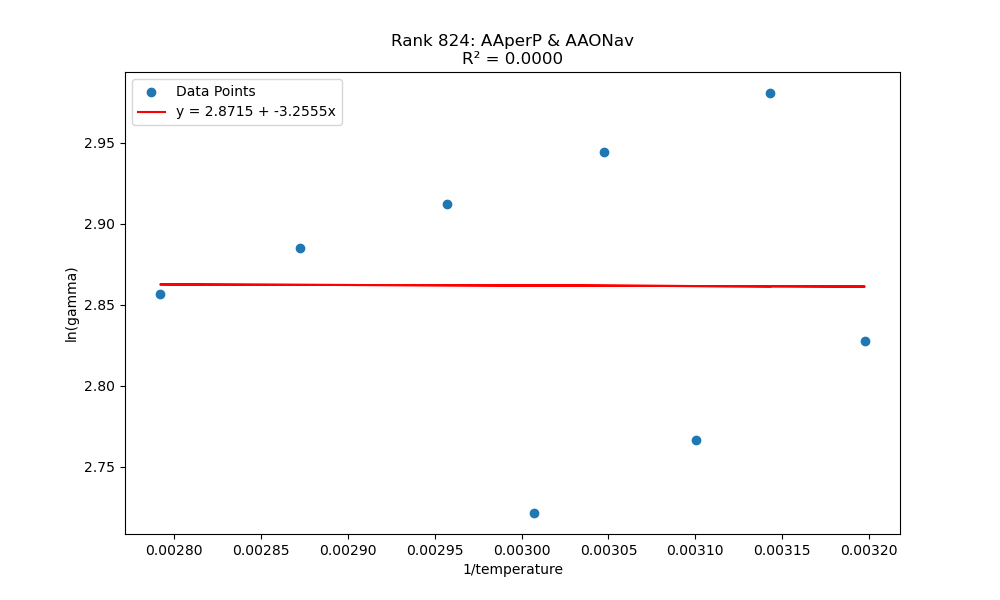 Rank 824: AAperP & AAONav
R² = 0.0000
Data Points
y = 2.8715 + -3.2555x
2.95
2.90
2.85
2.80
2.75
ln(gamma)
0.00280 0.00285 0.00290 0.00295 0.00300 0.00305 0.00310 0.00315 0.00320
1/temperature